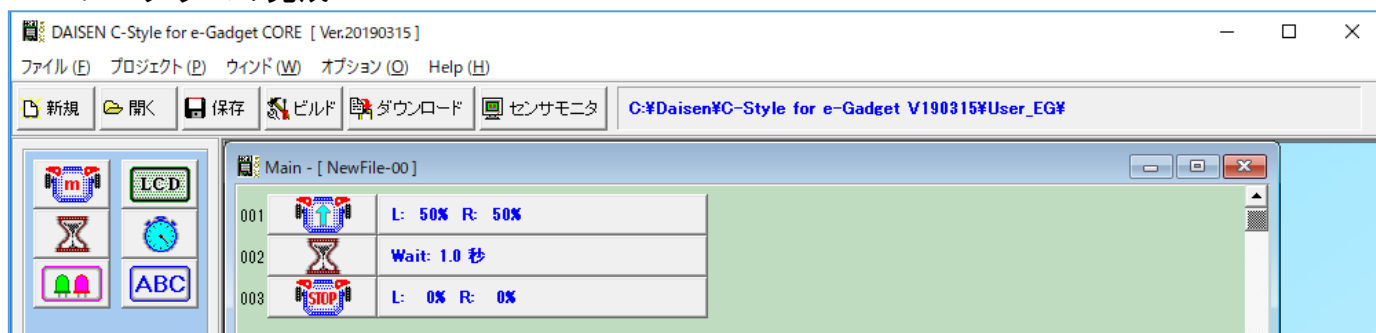 DAISEN C-Style for e-Gadget CORE [ Ver.20190315 ]
ファイル (F) プロジェクト (P) ウィンド (W) オプション (O) Help (H)
新規 開く 保存 ビルド ダウンロード センサモニタ C:¥Daisen¥C-Style for e-Gadget V190315¥User_EG¥
Main - [ NewFile-00 ]
m LCD
ABC
001 L: 50% R: 50%
002 Wait: 1.0 秒
003 STOP L: 0% R: 0%